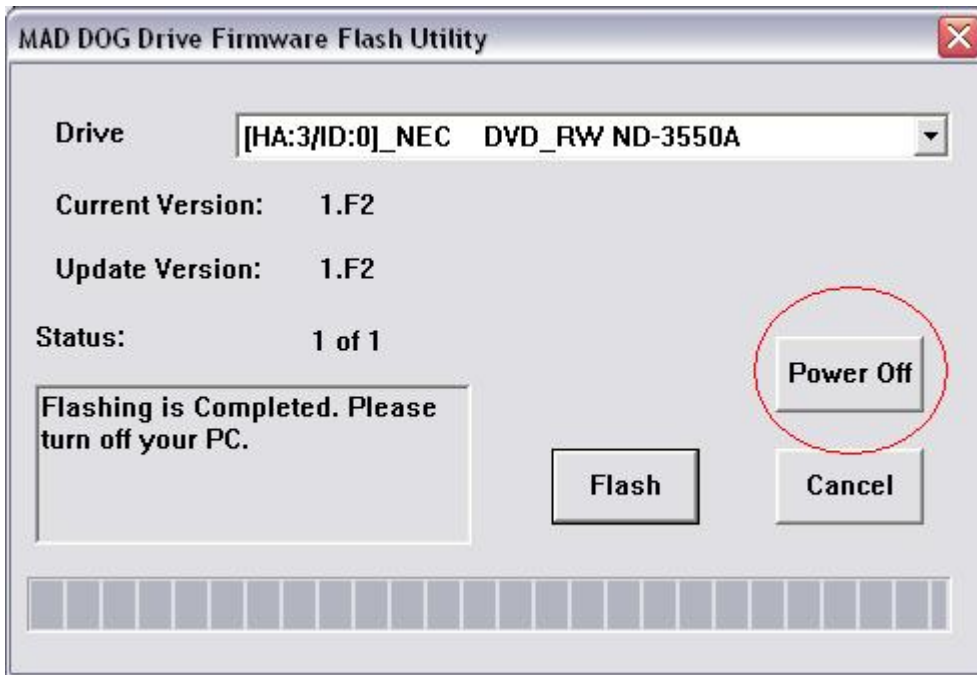 MAD DOG Drive Firmware Flash Utility
Drive [HA:3/ID:0]_NEC DVD_RW ND-3550A
Current Version: 1.F2
Update Version: 1.F2
Status: 1 of 1
Power Off
Flashing is Completed. Please
turn off your PC.
Flash Cancel